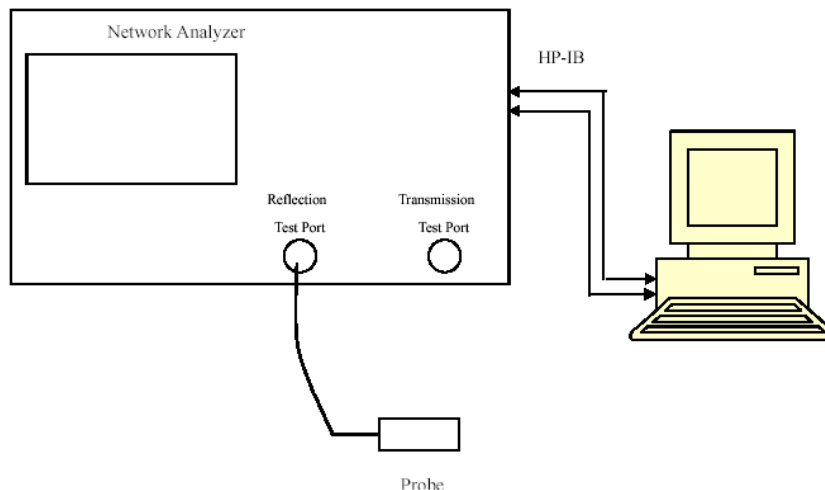 Network Analyzer
HP-IB
Reflection
Test Port
Transmission
Test Port
Probe